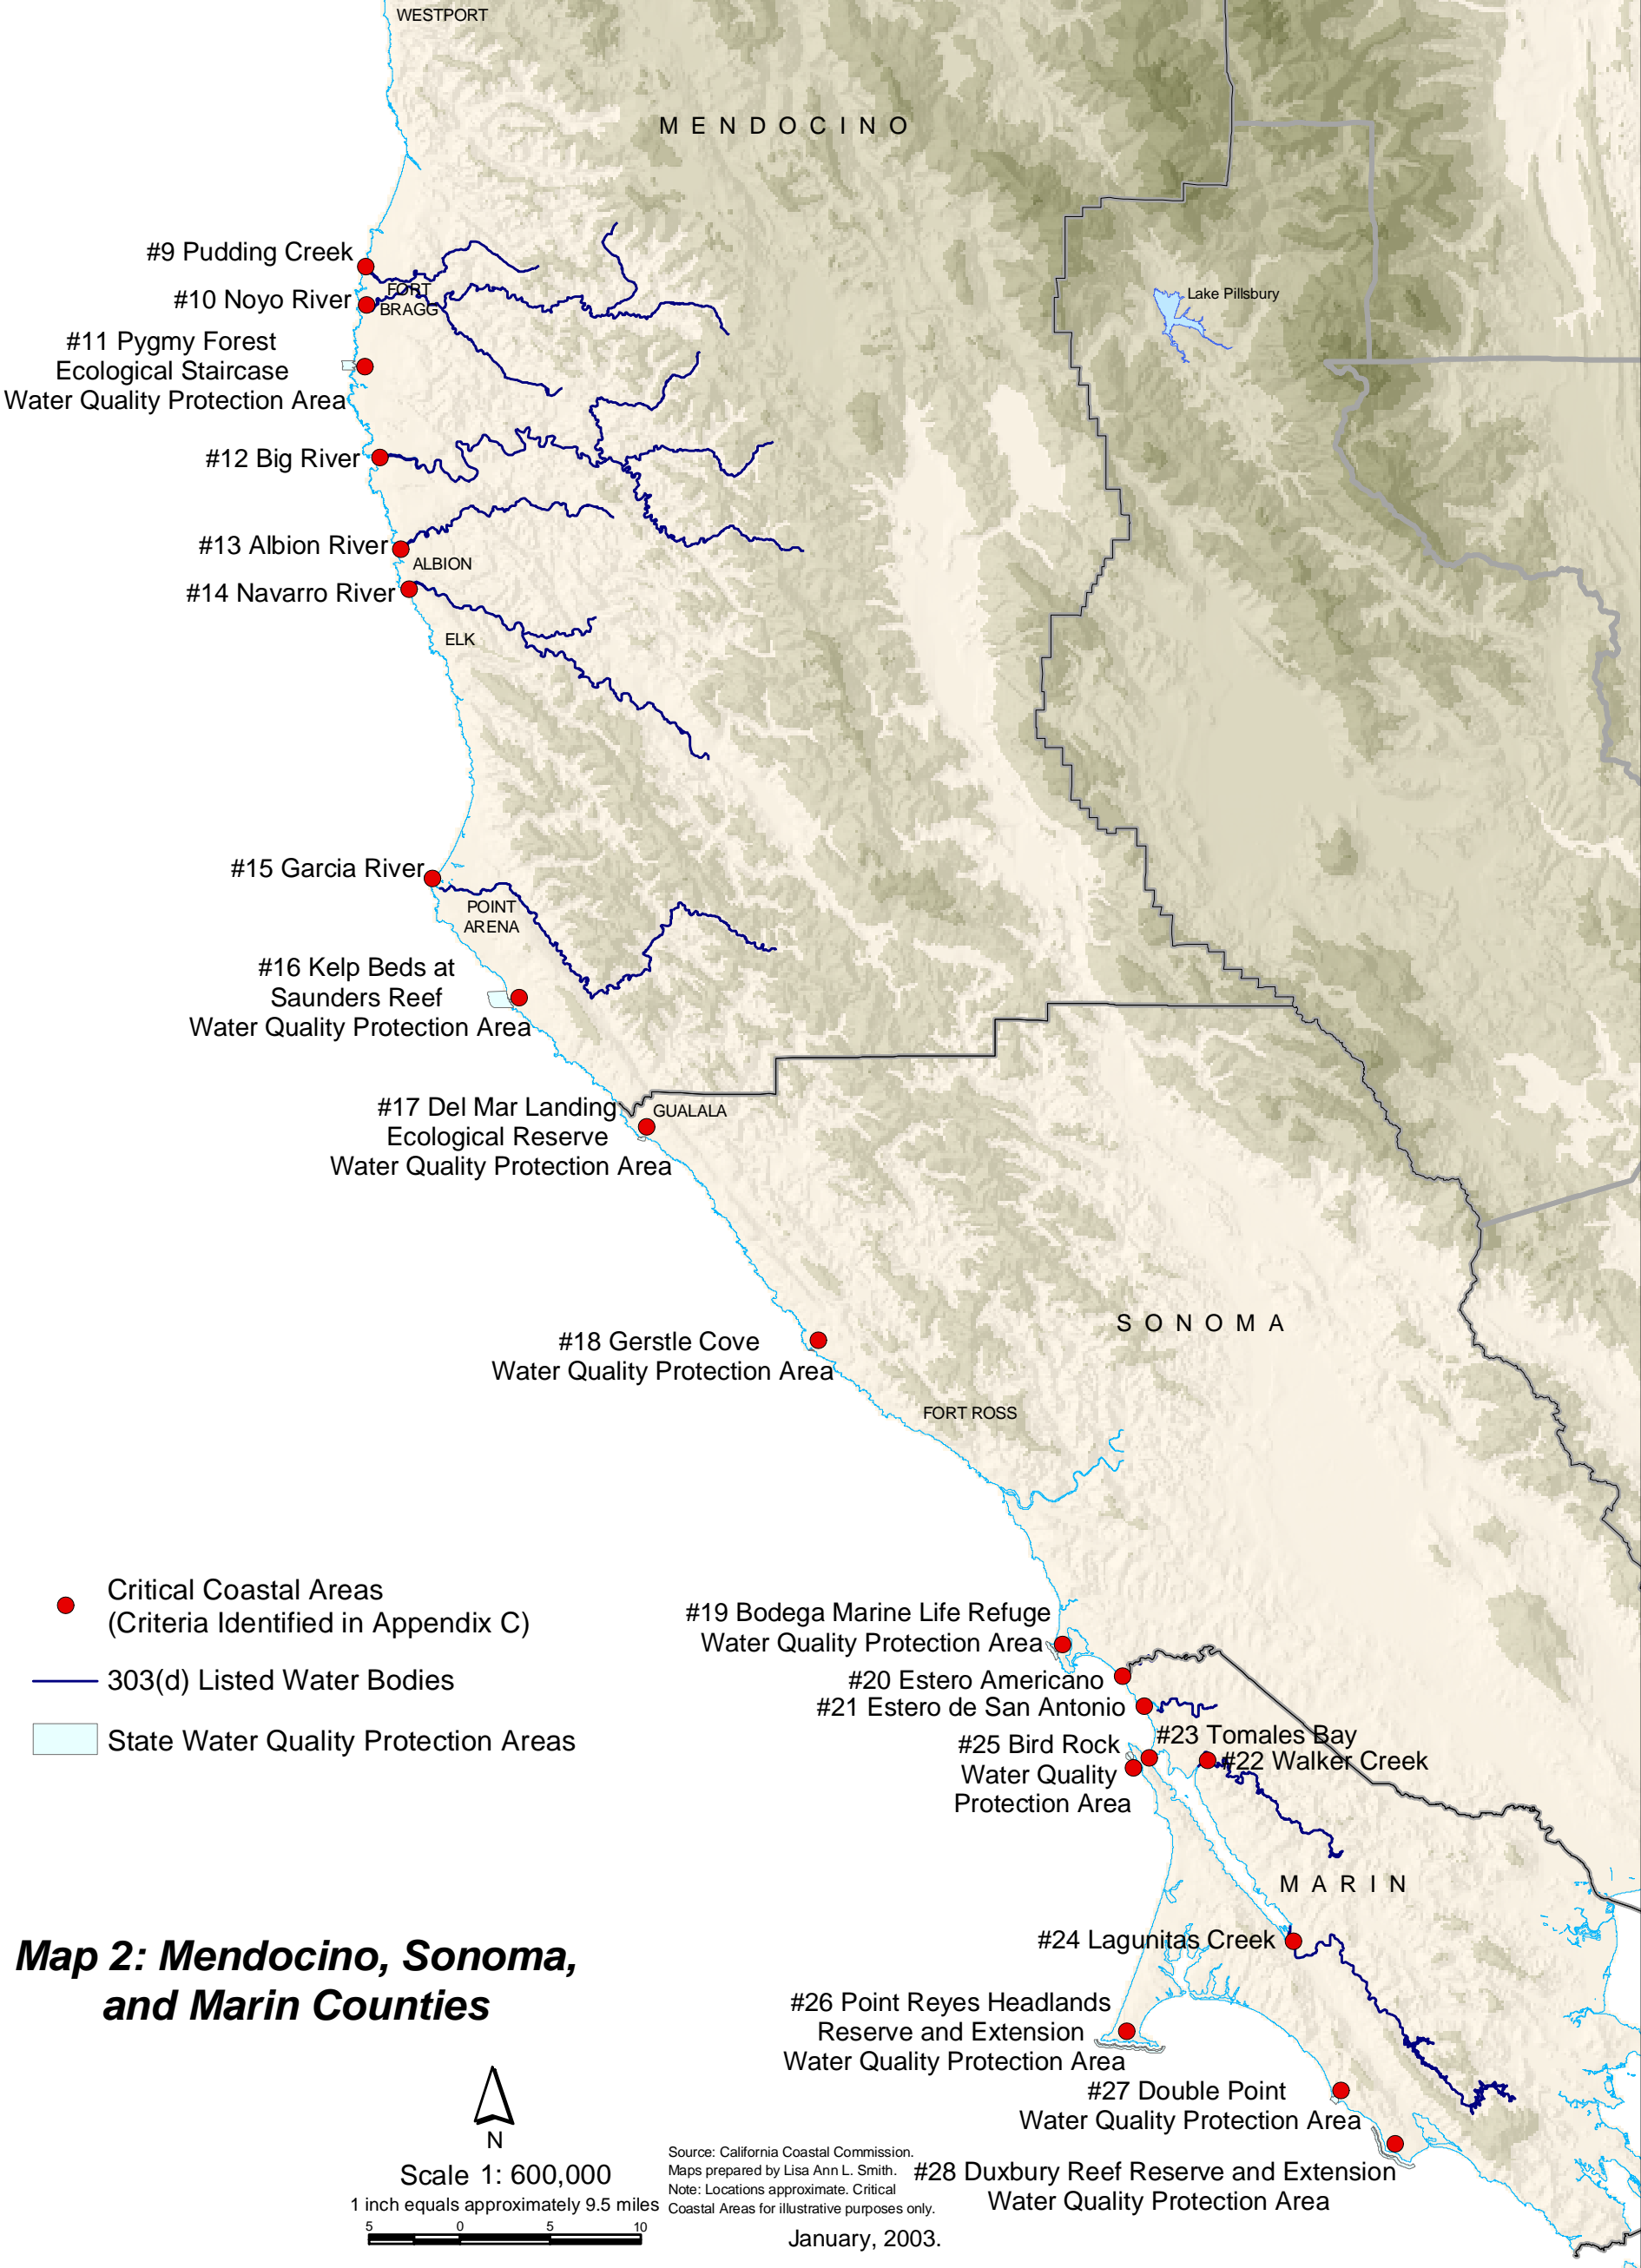 WESTPORT
M E N D O C I N O
#9 Pudding Creek
FORT
BRAGG
Lake Pillsbury
#10 Noyo River
#11 Pygmy Forest
Ecological Staircase
Water Quality Protection Area
#12 Big River
#13 Albion River
ALBION
#14 Navarro River
ELK
#15 Garcia River
POINT
ARENA
#16 Kelp Beds at
Saunders Reef
Water Quality Protection Area
#17 Del Mar Landing
Ecological Reserve
Water Quality Protection Area
GUALALA
S O N O M A
#18 Gerstle Cove
Water Quality Protection Area
FORT ROSS
Critical Coastal Areas
(Criteria Identified in Appendix C)
303(d) Listed Water Bodies
State Water Quality Protection Areas
#19 Bodega Marine Life Refuge
Water Quality Protection Area
#20 Estero Americano
#21 Estero de San Antonio
#23 Tomales Bay
#22 Walker Creek
#25 Bird Rock
Water Quality
Protection Area
M A R I N
#24 Lagunitas Creek
#26 Point Reyes Headlands
Reserve and Extension
Water Quality Protection Area
#27 Double Point
Water Quality Protection Area
#28 Duxbury Reef Reserve and Extension
Water Quality Protection Area
Map 2: Mendocino, Sonoma,
and Marin Counties
N
Scale 1: 600,000
1 inch equals approximately 9.5 miles
5 0 5 10
Source: California Coastal Commission.
Maps prepared by Lisa Ann L. Smith.
Note: Locations approximate. Critical
Coastal Areas for illustrative purposes only.
January, 2003.